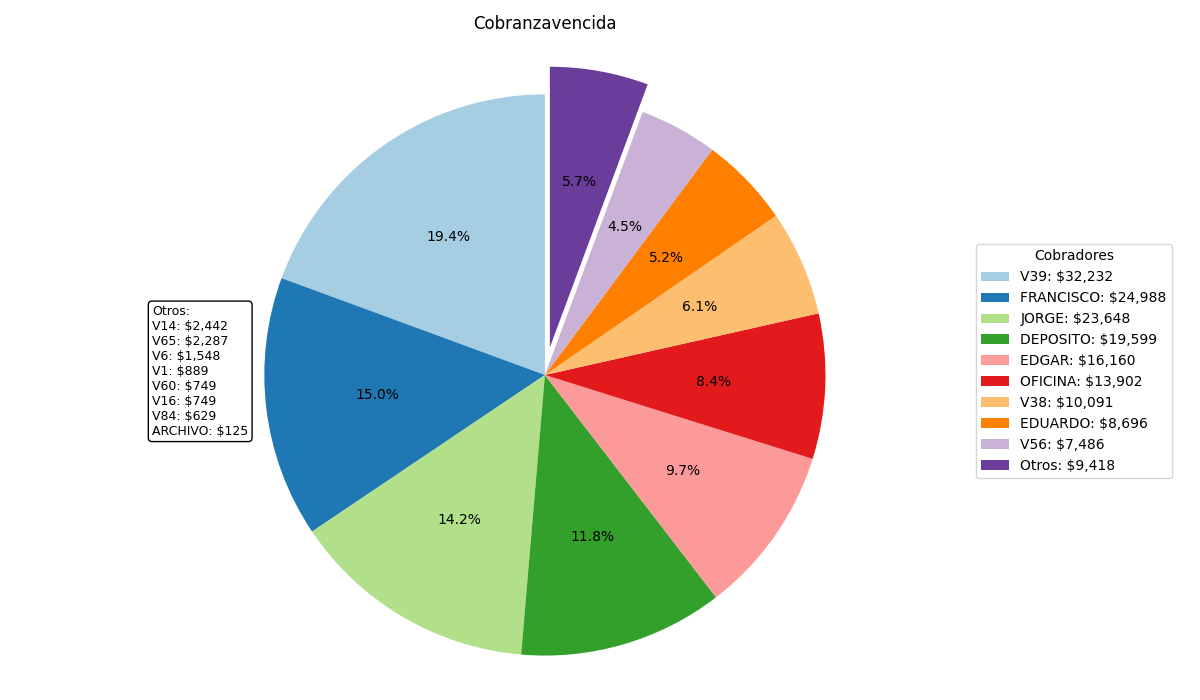 Cobranzavencida
5.7%
4.5%
5.2%
19.4%
6.1%
15.0%
8.4%
9.7%
14.2%
11.8%
Otros:
V14: $2,442
V65: $2,287
V6: $1,548
V1: $889
V60: $749
V16: $749
V84: $629
ARCHIVO: $125
Cobradores
V39: $32,232
FRANCISCO: $24,988
JORGE: $23,648
DEPOSITO: $19,599
EDGAR: $16,160
OFICINA: $13,902
V38: $10,091
EDUARDO: $8,696
V56: $7,486
Otros: $9,418